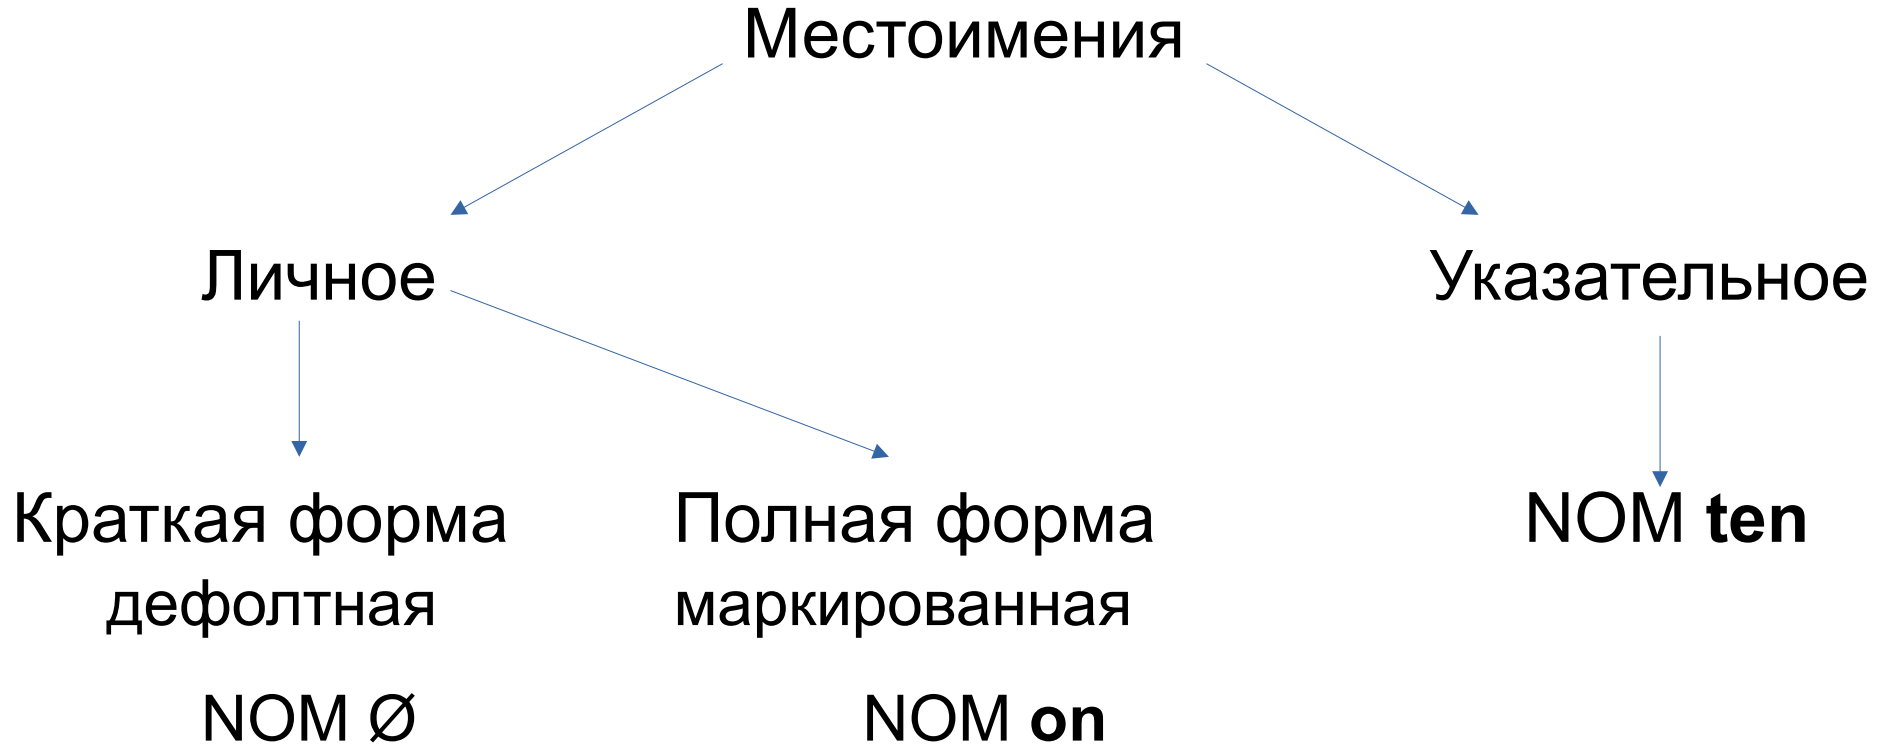 Местоимения
Личное
Указательное
Краткая форма
дефолтная
NOM Ø
Полная форма
маркированная
NOM on
NOM ten